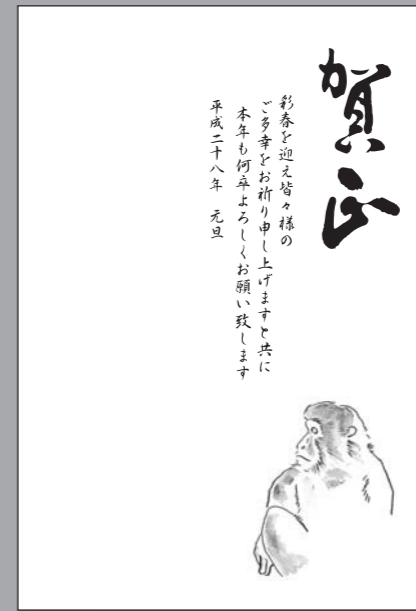 賀正
彩春を迎え皆々様の
ご多幸をお祈り申し上げますと共に
本年も何卒よろしくお願い致します
平成二十八年 元旦